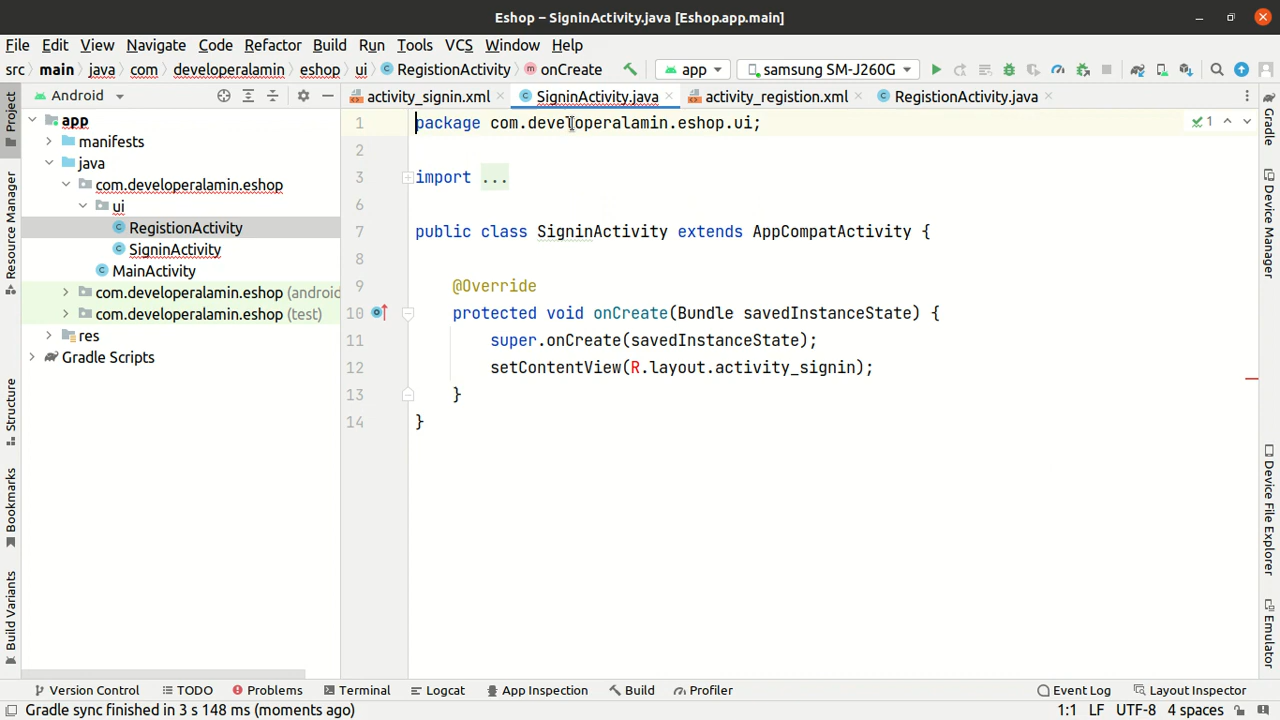 Eshop – SigninActivity.java [Eshop.app.main]
File Edit View Navigate Code Refactor Build Run Tools VCS Window Help
src main java com developeralamin eshop ui RegistionActivity onCreate app samsung SM-J260G
Project
Android
activity_signin.xml SigninActivity.java activity_registion.xml RegistionActivity.java
app
manifests
java
com.developeralamin.eshop
ui
RegistionActivity
SigninActivity
MainActivity
com.developeralamin.eshop (android
com.developeralamin.eshop (test)
res
Gradle Scripts
1 package com.developeralamin.eshop.ui;
2
3 import ...
6
7 public class SigninActivity extends AppCompatActivity {
8
9 @Override
10 protected void onCreate(Bundle savedInstanceState) {
11 super.onCreate(savedInstanceState);
12 setContentView(R.layout.activity_signin);
13 }
14 }
1
Resource Manager
Structure
Bookmarks
Build Variants
Gradle
Device Manager
Device File Explorer
Emulator
Version Control TODO Problems Terminal Logcat App Inspection Build Profiler Event Log Layout Inspector
Gradle sync finished in 3 s 148 ms (moments ago) 1:1 LF UTF-8 4 spaces